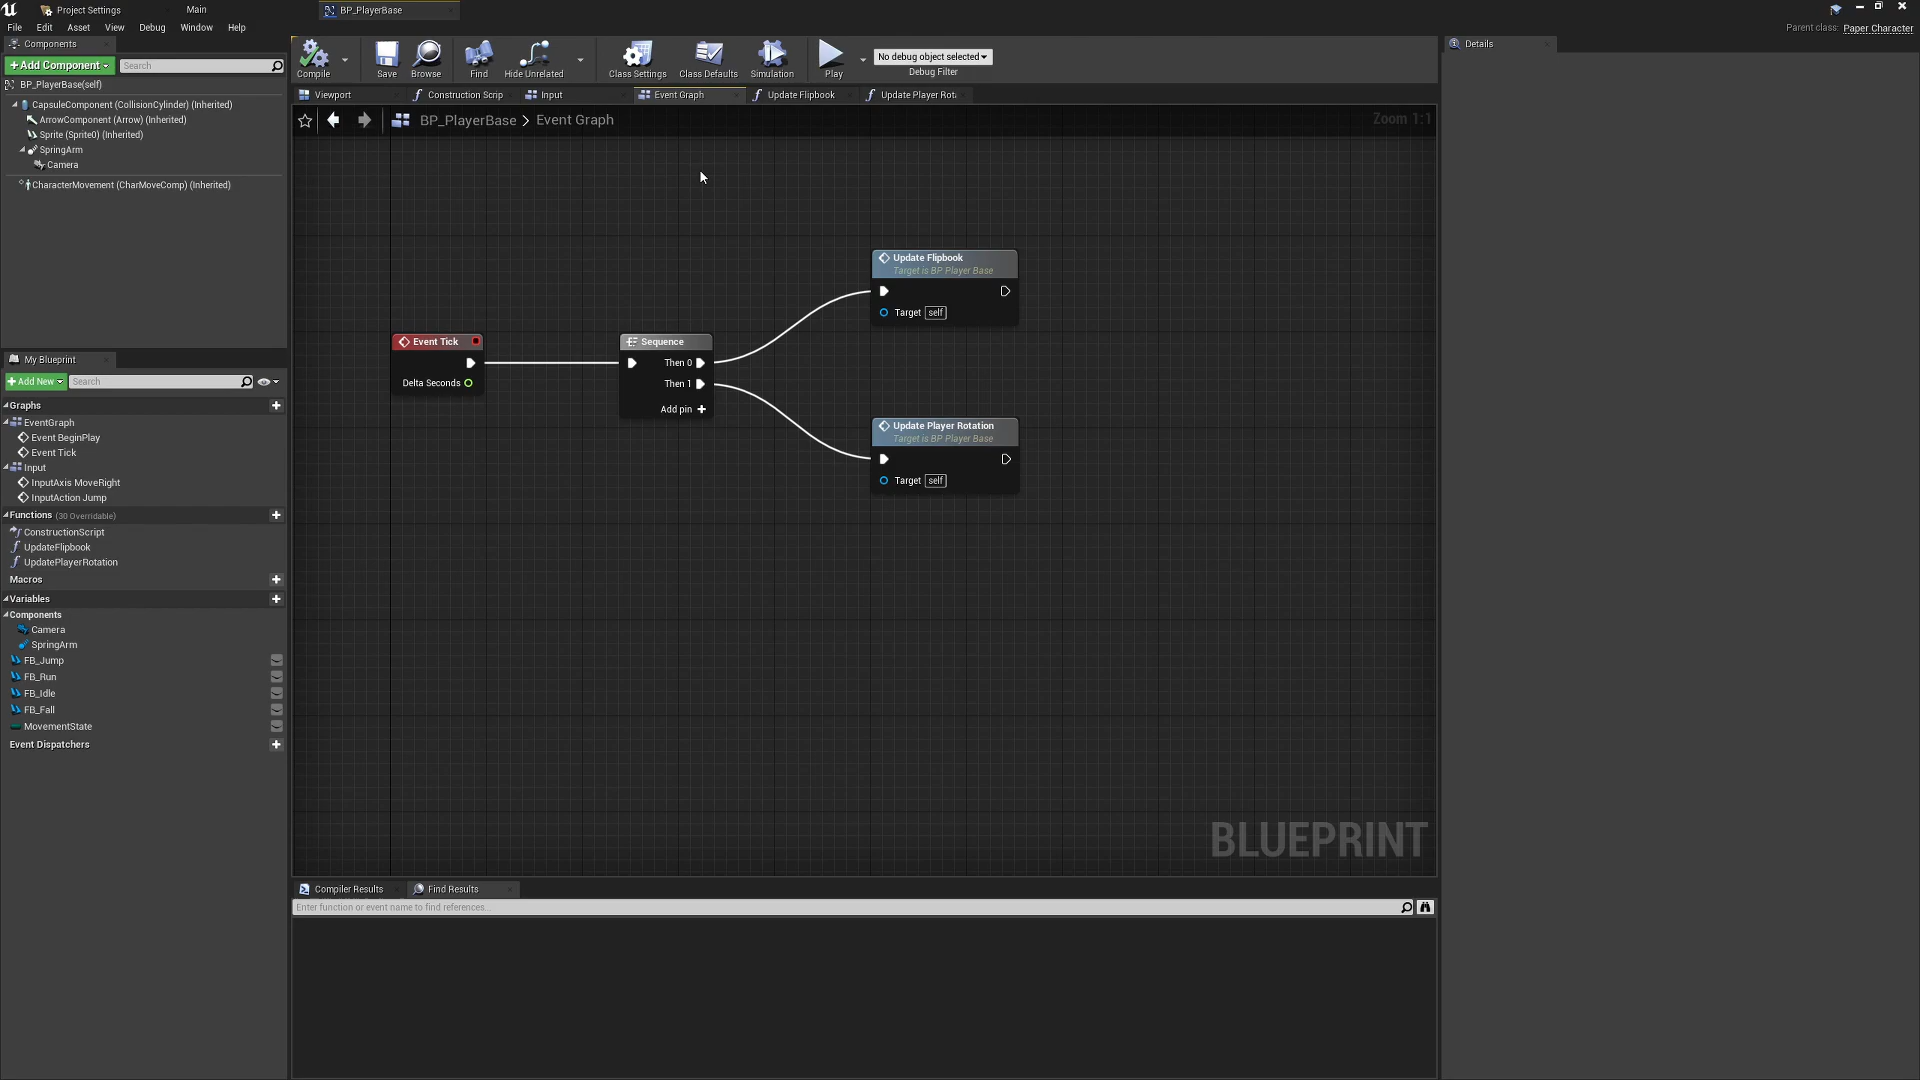 Project Settings
Main
BP_PlayerBase
File Edit Asset View Debug Window Help
Parent class: Paper Character
Components
+Add Component Search
BP_PlayerBase(self)
CapsuleComponent (CollisionCylinder) (Inherited)
ArrowComponent (Arrow) (Inherited)
Sprite (Sprite0) (Inherited)
SpringArm
Camera
CharacterMovement (CharMoveComp) (Inherited)
My Blueprint
+Add New Search
Graphs
EventGraph
Event BeginPlay
Event Tick
Input
InputAxis MoveRight
InputAction Jump
Functions (30 Overridable)
ConstructionScript
UpdateFlipbook
UpdatePlayerRotation
Macros
Variables
Components
Camera
SpringArm
FB_Jump
FB_Run
FB_Idle
FB_Fall
MovementState
Event Dispatchers
Compile Save Browse Find Hide Unrelated Class Settings Class Defaults Simulation Play
No debug object selected
Debug Filter
Viewport Construction Scrip Input Event Graph Update Flipbook Update Player Rot
BP_PlayerBase > Event Graph
Zoom 1:1
Event Tick
Delta Seconds
Sequence
Then 0
Then 1
Add pin +
Update Flipbook
Target is BP Player Base
Target self
Update Player Rotation
Target is BP Player Base
Target self
BLUEPRINT
Compiler Results Find Results
Enter function or event name to find references...
Details